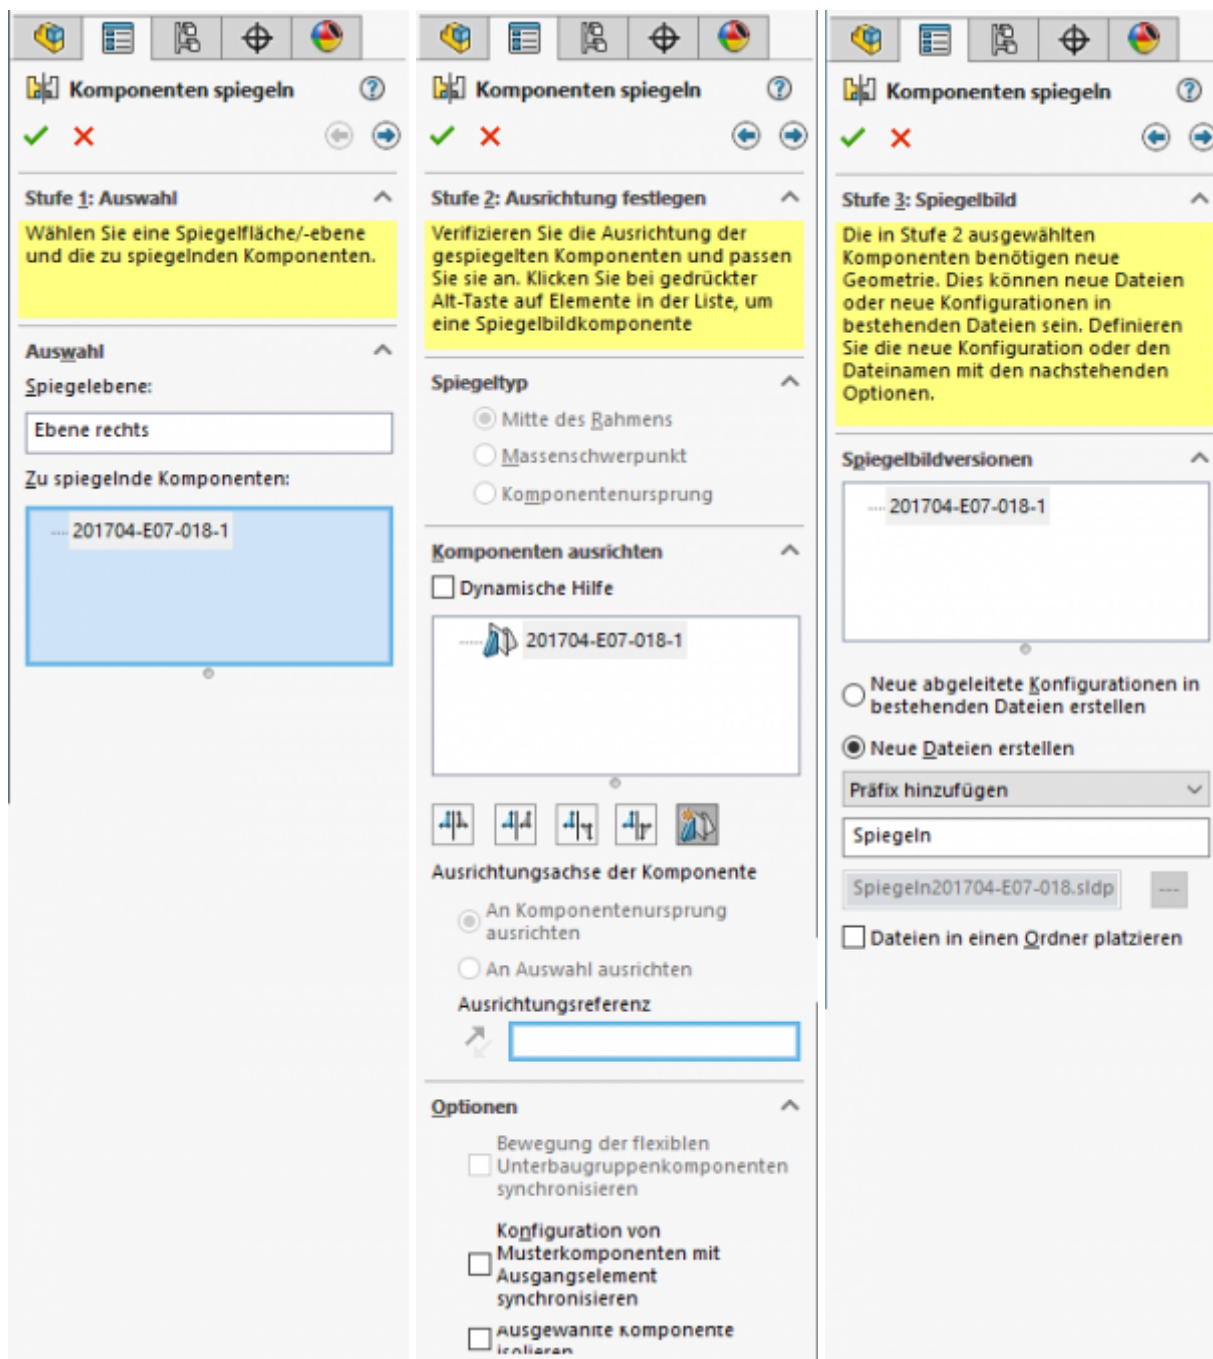 Komponenten spiegeln
Stufe 1: Auswahl
Wählen Sie eine Spiegelfläche/-ebene
und die zu spiegelnden Komponenten.
Auswahl
Spiegelebene:
Ebene rechts
Zu spiegelnde Komponenten:
201704-E07-018-1
Komponenten spiegeln
Stufe 2: Ausrichtung festlegen
Verifizieren Sie die Ausrichtung der
gespiegelten Komponenten und passen
Sie sie an. Klicken Sie bei gedrückter
Alt-Taste auf Elemente in der Liste, um
eine Spiegelbildkomponente
Spiegeltyp
Mitte des Rahmens
Massenschwerpunkt
Komponentenursprung
Komponenten ausrichten
Dynamische Hilfe
201704-E07-018-1
Ausrichtungsachse der Komponente
An Komponentenursprung
ausrichten
An Auswahl ausrichten
Ausrichtungsreferenz
Optionen
Bewegung der flexiblen
Unterbaugruppenkomponenten
synchronisieren
Konfiguration von
Musterkomponenten mit
Ausgangselement
synchronisieren
Ausgewählte Komponente
isolieren
Komponenten spiegeln
Stufe 3: Spiegelbild
Die in Stufe 2 ausgewählten
Komponenten benötigen neue
Geometrie. Dies können neue Dateien
oder neue Konfigurationen in
bestehenden Dateien sein. Definieren
Sie die neue Konfiguration oder den
Dateinamen mit den nachstehenden
Optionen.
Spiegelbildversionen
201704-E07-018-1
Neue abgeleitete Konfigurationen in
bestehenden Dateien erstellen
Neue Dateien erstellen
Präfix hinzufügen
Spiegeln
Spiegeln201704-E07-018.sldp
---
Dateien in einen Ordner platzieren